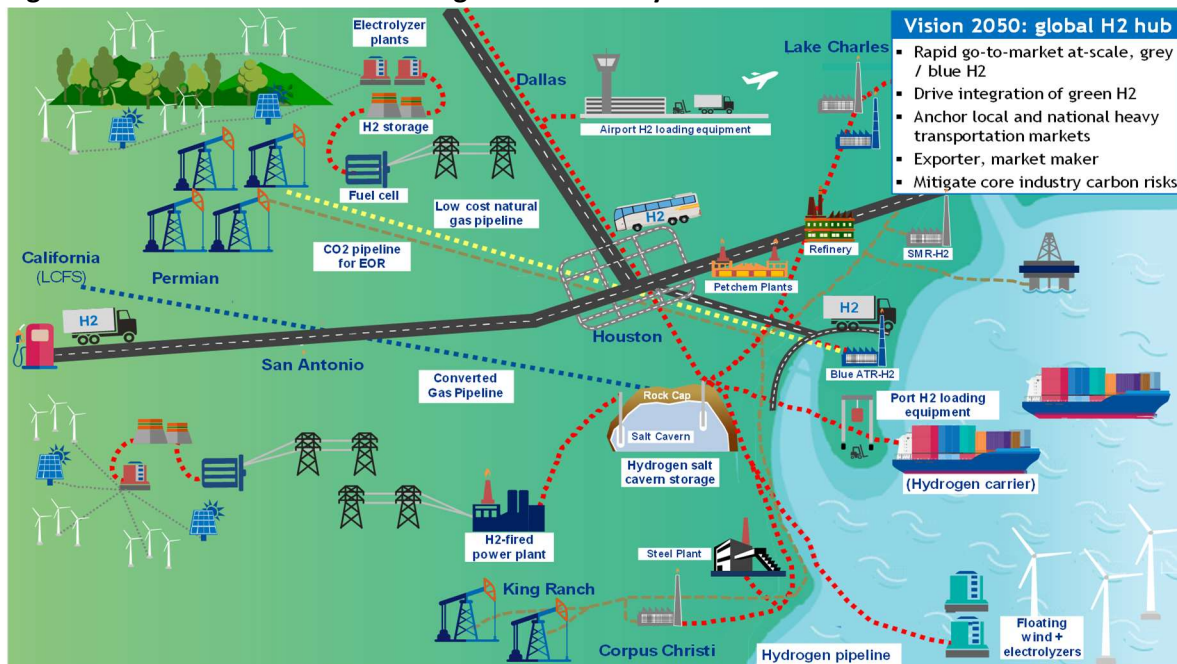 Vision 2050: global H2 hub
▪ Rapid go-to-market at-scale, grey
/ blue H2
▪ Drive integration of green H2
▪ Anchor local and national heavy
transportation markets
▪ Exporter, market maker
▪ Mitigate core industry carbon risks
Electrolyzer
plants
Dallas
Lake Charles
H2 storage
Airport H2 loading equipment
Fuel cell
Low cost natural
gas pipeline
H2
CO2 pipeline
for EOR
Refinery
SMR-H2
California
(LCFS)
Permian
Petchem Plants
H2
H2
Houston
San Antonio
Blue ATR-H2
Converted
Gas Pipeline
Rock Cap
Port H2 loading
equipment
Salt Cavern
Hydrogen salt
cavern storage
(Hydrogen carrier)
H2-fired
power plant
Steel Plant
King Ranch
Floating
wind +
electrolyzers
Corpus Christi
Hydrogen pipeline